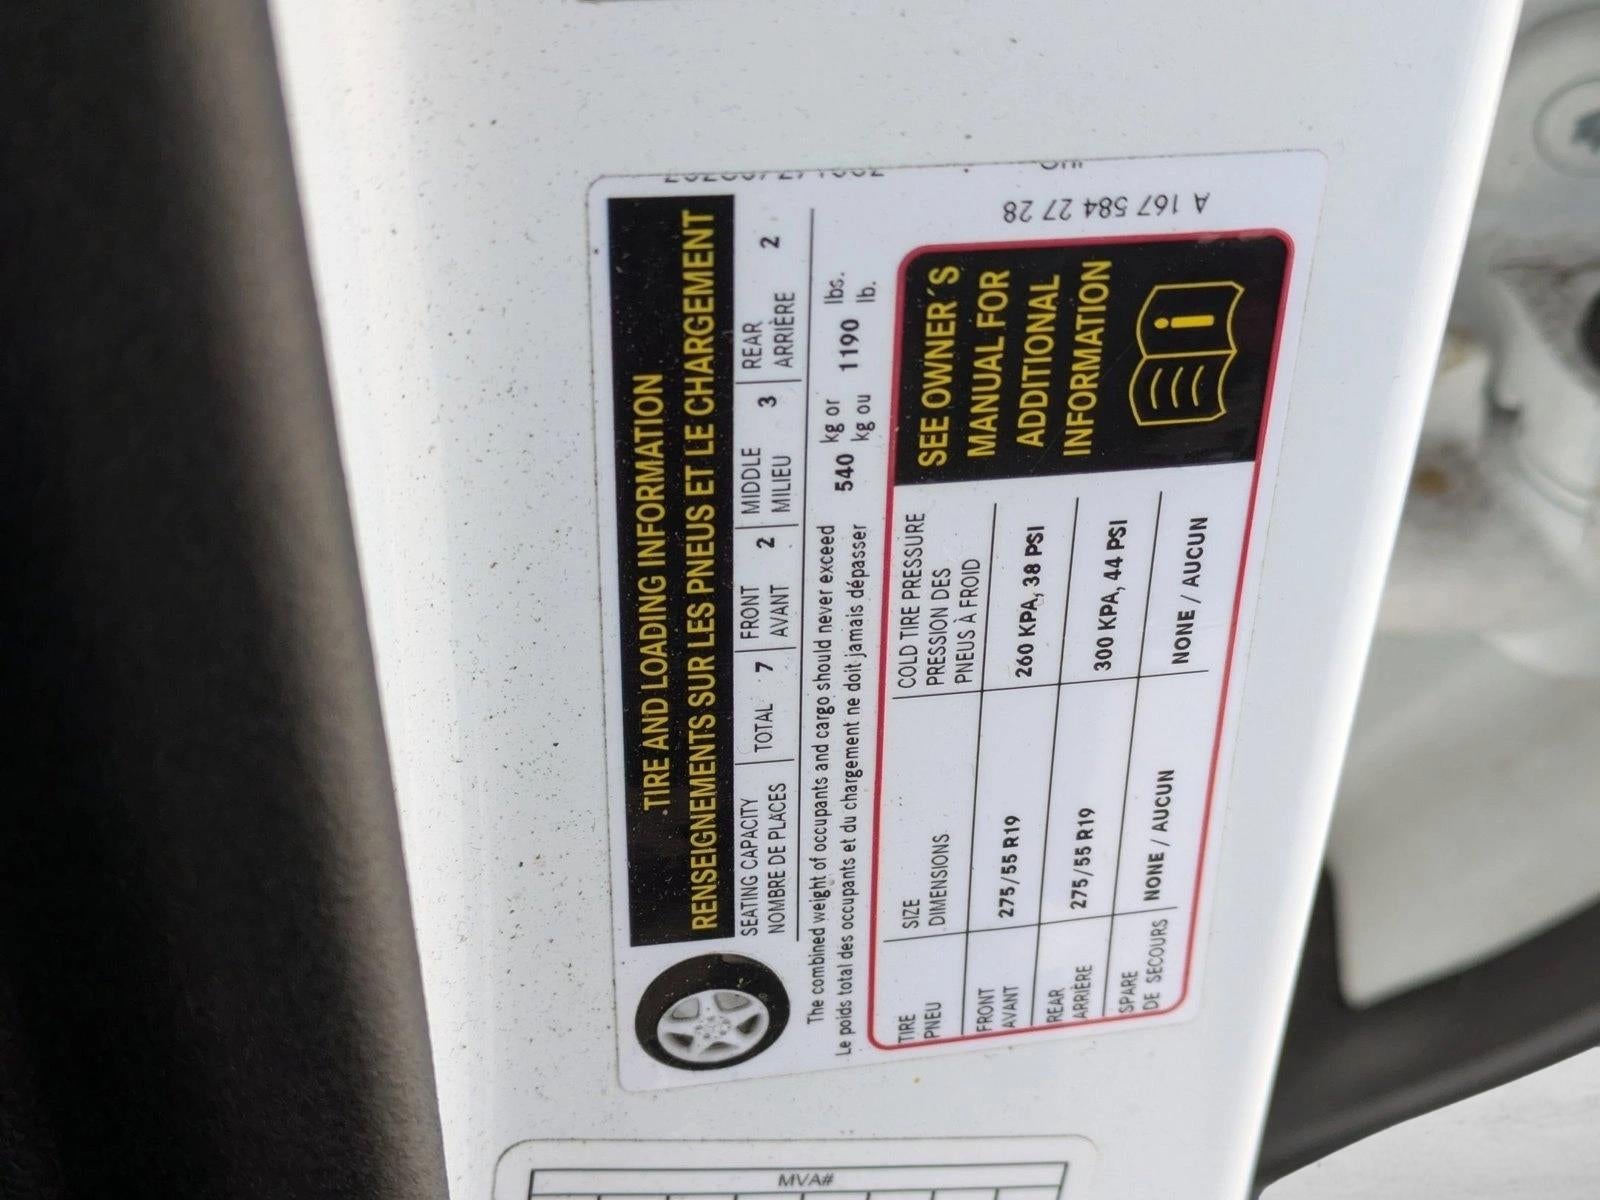 TIRE AND LOADING INFORMATION
RENSEIGNEMENTS SUR LES PNEUS ET LE CHARGEMENT
SEATING CAPACITY TOTAL 7 FRONT 2 MIDDLE 3 REAR 2
NOMBRE DE PLACES AVANT MILIEU ARRIÈRE
The combined weight of occupants and cargo should never exceed 540 kg or 1190 lbs.
Le poids total des occupants et du chargement ne doit jamais dépasser kg ou lb.
TIRE SIZE COLD TIRE PRESSURE
PNEU DIMENSIONS PRESSION DES
PNEUS À FROID
FRONT 275/55 R19 260 KPA, 38 PSI
AVANT
REAR 275/55 R19 300 KPA, 44 PSI
ARRIÈRE
SPARE NONE / AUCUN NONE / AUCUN
DE SECOURS
SEE OWNER´S
MANUAL FOR
ADDITIONAL
INFORMATION
i
A 167 584 27 28
MVA#